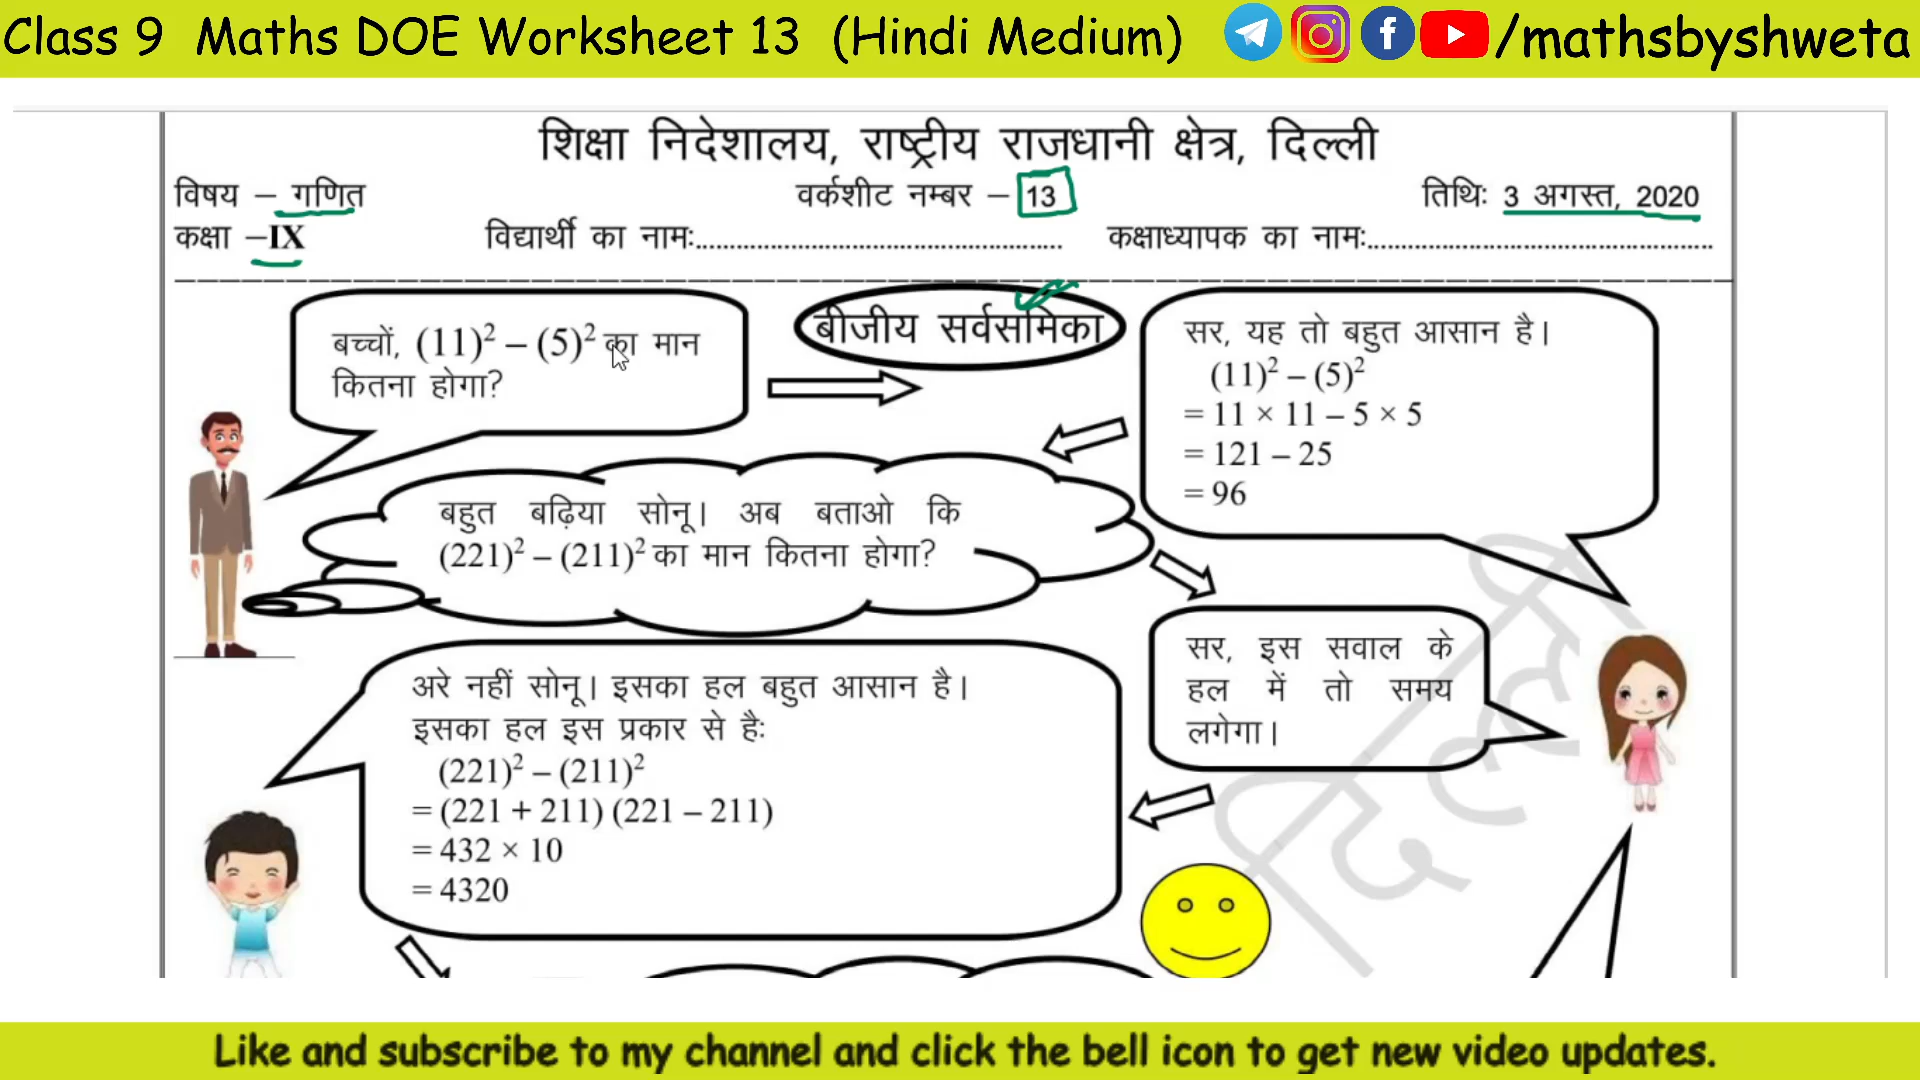 Class 9 Maths DOE Worksheet 13 (Hindi Medium) /mathsbyshweta
शिक्षा निदेशालय, राष्ट्रीय राजधानी क्षेत्र, दिल्ली
विषय – गणित वर्कशीट नम्बर – 13 तिथिः 3 अगस्त, 2020
कक्षा –IX विद्यार्थी का नामः...................................................... कक्षाध्यापक का नामः...................................................
बीजीय सर्वसमिका
बच्चों, (11)² – (5)² का मान
कितना होगा?
सर, यह तो बहुत आसान है।
(11)² – (5)²
= 11 × 11 – 5 × 5
= 121 – 25
= 96
बहुत बढ़िया सोनू। अब बताओ कि
(221)² – (211)² का मान कितना होगा?
सर, इस सवाल के
हल में तो समय
लगेगा।
अरे नहीं सोनू। इसका हल बहुत आसान है।
इसका हल इस प्रकार से हैः
(221)² – (211)²
= (221 + 211) (221 – 211)
= 432 × 10
= 4320
दिल्ली
Like and subscribe to my channel and click the bell icon to get new video updates.